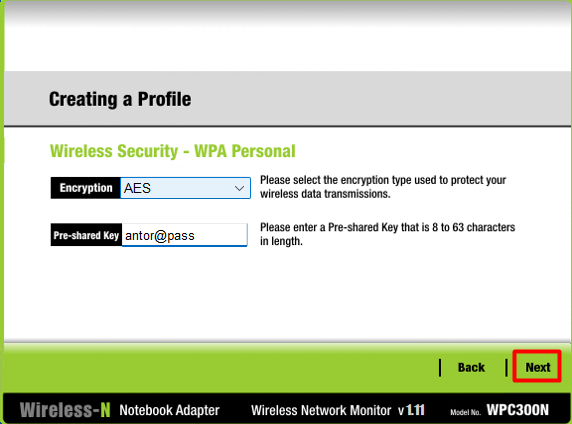 Creating a Profile
Wireless Security - WPA Personal
Encryption AES
Please select the encryption type used to protect your
wireless data transmissions.
Pre-shared Key antor@pass
Please enter a Pre-shared Key that is 8 to 63 characters
in length.
Back Next
Wireless-N Notebook Adapter Wireless Network Monitor v 1.11 Model No. WPC300N